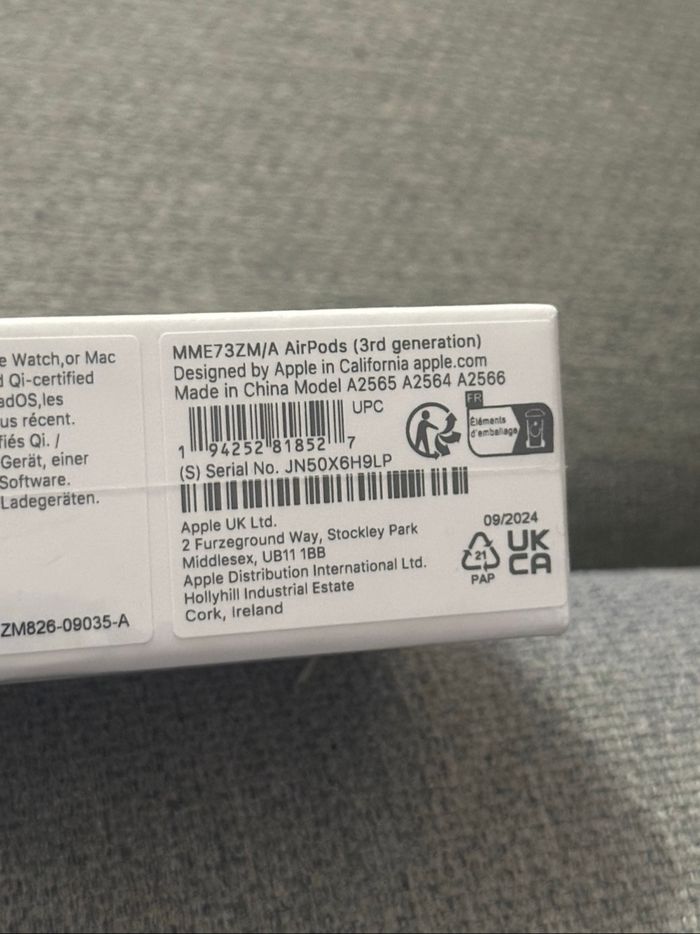 e Watch,or Mac
d Qi-certified
adOS,les
us récent.
fiés Qi. /
Gerät, einer
Software.
Ladegeräten.
ZM826-09035-A
MME73ZM/A AirPods (3rd generation)
Designed by Apple in California apple.com
Made in China Model A2565 A2564 A2566
UPC
1 94252 81852 7
FR
Éléments
d'emballage
(S) Serial No. JN50X6H9LP
Apple UK Ltd.
2 Furzeground Way, Stockley Park
Middlesex, UB11 1BB
Apple Distribution International Ltd.
Hollyhill Industrial Estate
Cork, Ireland
09/2024
21
PAP
UK
CA